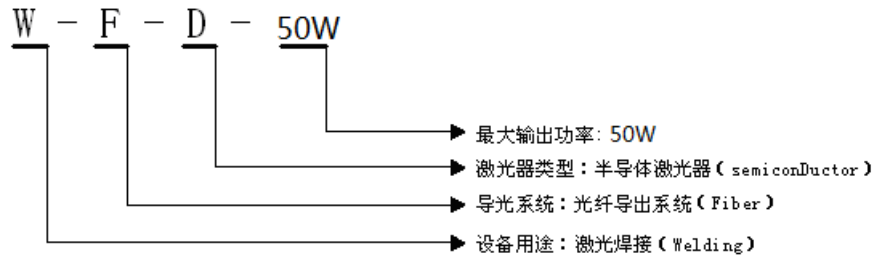 W - F - D - 50W
最大输出功率: 50W
激光器类型：半导体激光器(semiconDuctor)
导光系统：光纤导出系统(Fiber)
设备用途：激光焊接(Welding)